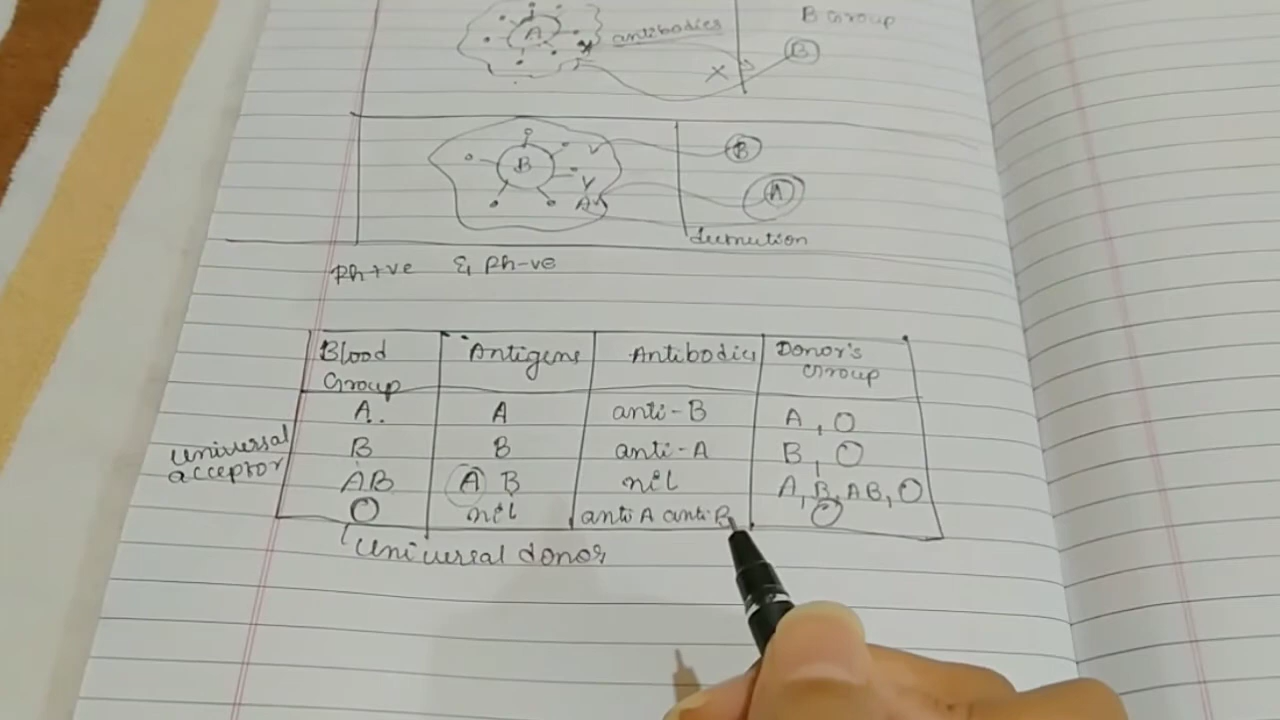 A antibodies B Group
B
B B
A
A
Rh+ve & Rh-ve
Blood Group Antigens Antibodies Donor's Group
A. A anti-B A, O
B B anti-A B, O
universal acceptor
AB A B nil A, B, AB, O
O nil anti A anti-B O
universal donor